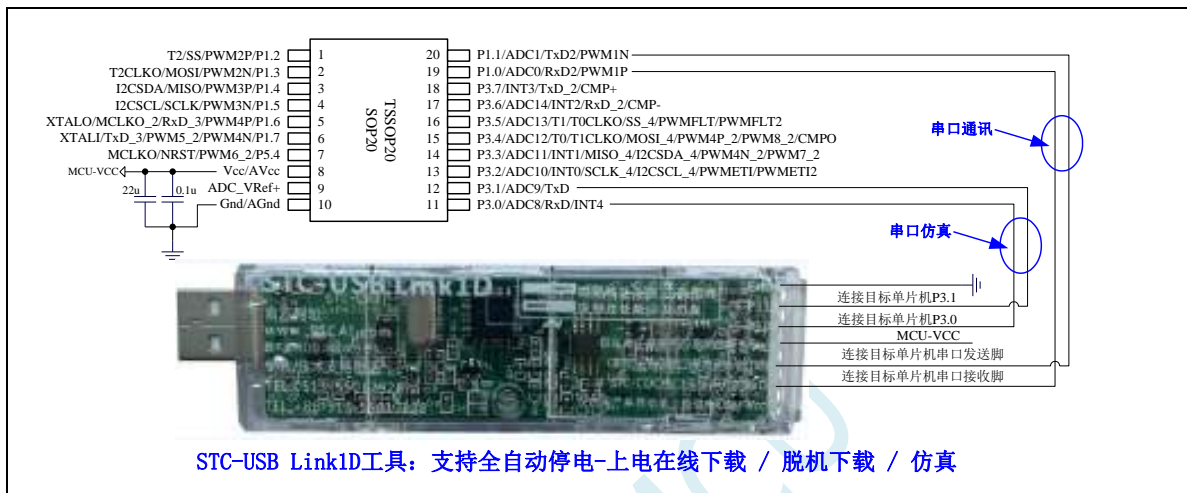 T2/SS/PWM2P/P1.2 1
T2CLKO/MOSI/PWM2N/P1.3 2
I2CSDA/MISO/PWM3P/P1.4 3
I2CSCL/SCLK/PWM3N/P1.5 4
XTALO/MCLKO_2/RxD_3/PWM4P/P1.6 5
XTALI/TxD_3/PWM5_2/PWM4N/P1.7 6
MCLKO/NRST/PWM6_2/P5.4 7
MCU-VCC Vcc/AVcc 8
22u 0.1u ADC_VRef+ 9
Gnd/AGnd 10
TSSOP20
SOP20
20 P1.1/ADC1/TxD2/PWM1N
19 P1.0/ADC0/RxD2/PWM1P
18 P3.7/INT3/TxD_2/CMP+
17 P3.6/ADC14/INT2/RxD_2/CMP-
16 P3.5/ADC13/T1/T0CLKO/SS_4/PWMFLT/PWMFLT2
15 P3.4/ADC12/T0/T1CLKO/MOSI_4/PWM4P_2/PWM8_2/CMPO
14 P3.3/ADC11/INT1/MISO_4/I2CSDA_4/PWM4N_2/PWM7_2
13 P3.2/ADC10/INT0/SCLK_4/I2CSCL_4/PWMETI/PWMETI2
12 P3.1/ADC9/TxD
11 P3.0/ADC8/RxD/INT4
串口通讯
串口仿真
STC-USB Link1D
连接目标单片机P3.1
连接目标单片机P3.0
MCU-VCC
连接目标单片机串口发送脚
连接目标单片机串口接收脚
STC-USB Link1D工具：支持全自动停电-上电在线下载 / 脱机下载 / 仿真